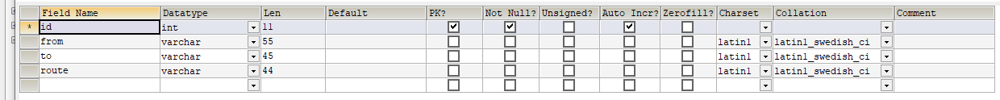 Field Name Datatype Len Default PK? Not Null? Unsigned? Auto Incr? Zerofill? Charset Collation Comment
* id int 11
from varchar 55 latin1 latin1_swedish_ci
to varchar 45 latin1 latin1_swedish_ci
route varchar 44 latin1 latin1_swedish_ci